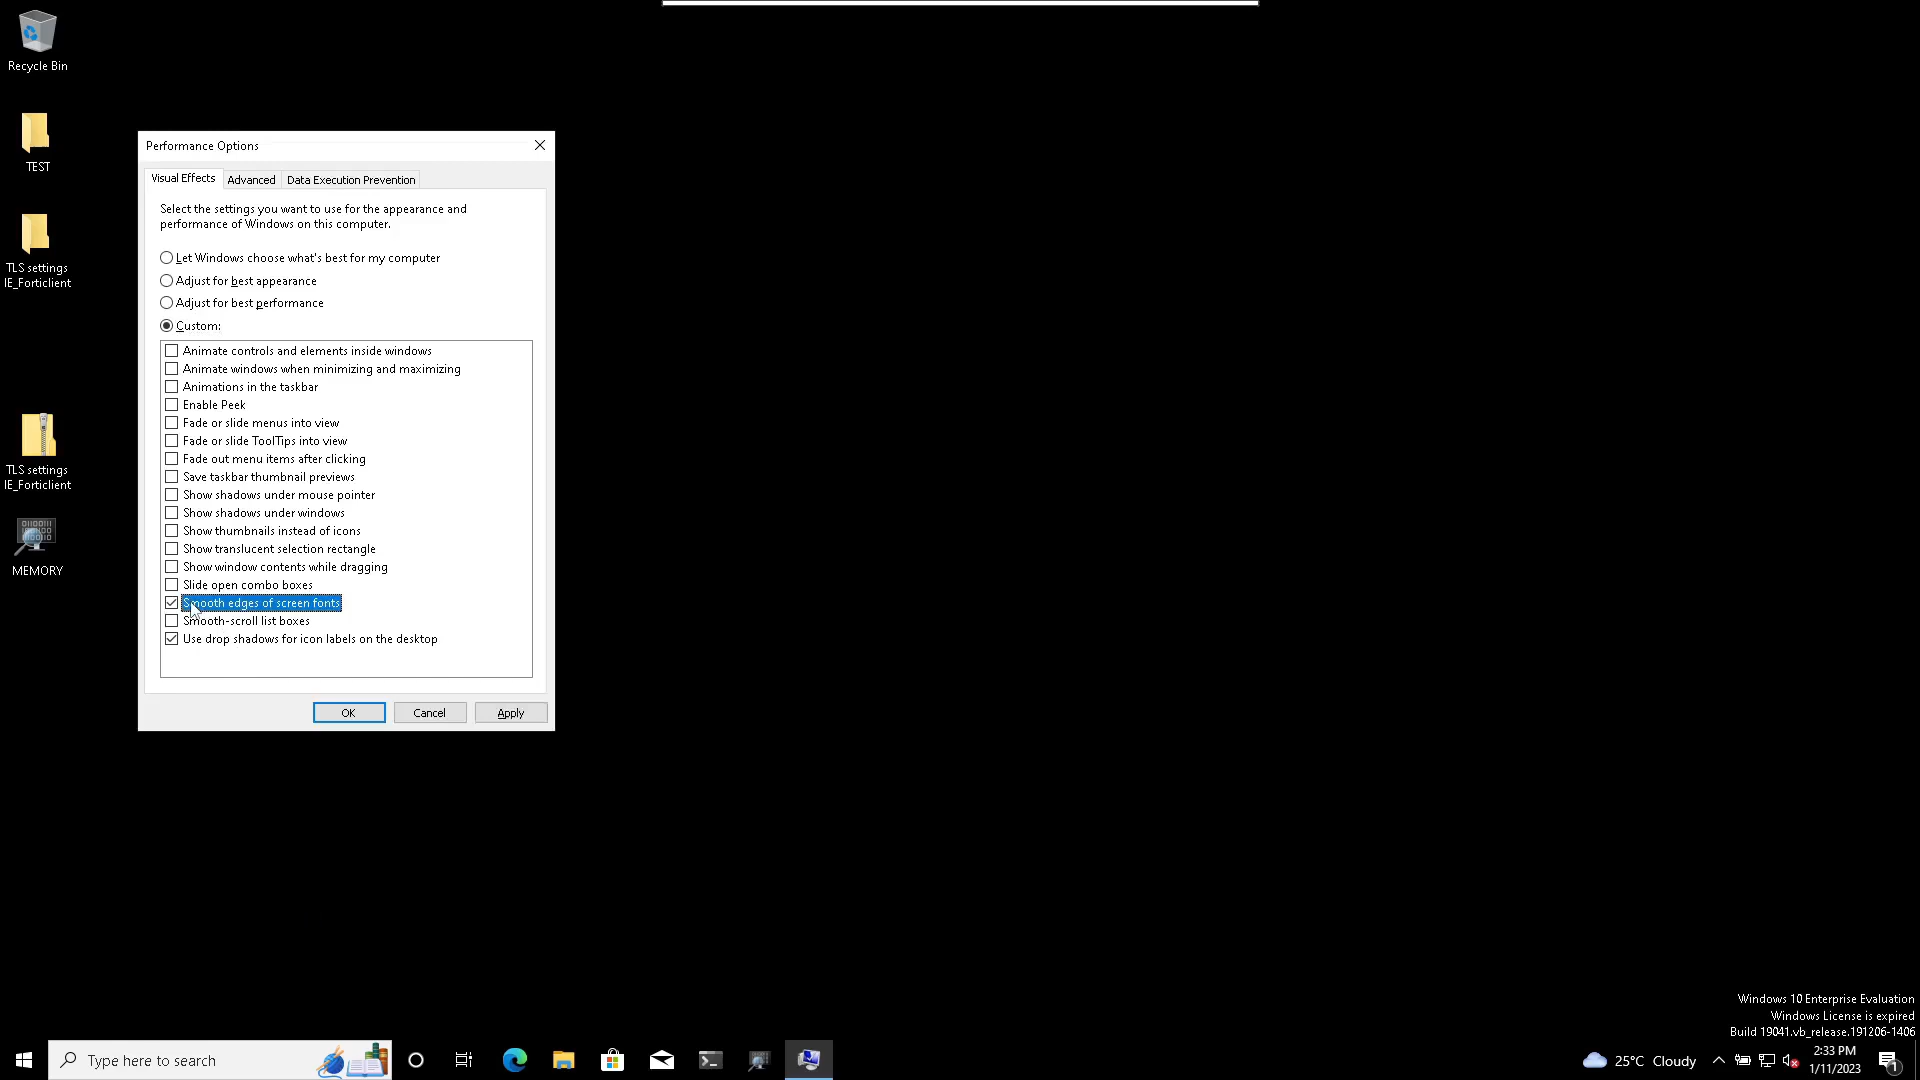 Recycle Bin
TEST
TLS settings
IE_Forticlient
TLS settings
IE_Forticlient
MEMORY
Performance Options
Visual Effects
Advanced
Data Execution Prevention
Select the settings you want to use for the appearance and
performance of Windows on this computer.
Let Windows choose what's best for my computer
Adjust for best appearance
Adjust for best performance
Custom:
Animate controls and elements inside windows
Animate windows when minimizing and maximizing
Animations in the taskbar
Enable Peek
Fade or slide menus into view
Fade or slide ToolTips into view
Fade out menu items after clicking
Save taskbar thumbnail previews
Show shadows under mouse pointer
Show shadows under windows
Show thumbnails instead of icons
Show translucent selection rectangle
Show window contents while dragging
Slide open combo boxes
Smooth edges of screen fonts
Smooth-scroll list boxes
Use drop shadows for icon labels on the desktop
OK
Cancel
Apply
Windows 10 Enterprise Evaluation
Windows License is expired
Build 19041.vb_release.191206-1406
Type here to search
25°C Cloudy
2:33 PM
1/11/2023
1